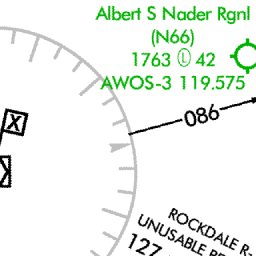 Albert S Nader Rgnl
(N66)
1763 Ⓛ 42
AWOS-3 119.575
086
X
ROCKDALE R-
UNUSABLE BE
127